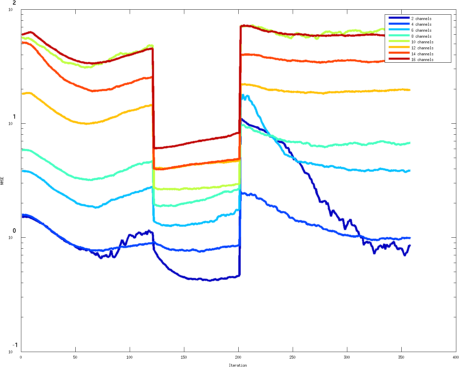 2
10
2 channels
4 channels
6 channels
8 channels
10 channels
12 channels
14 channels
16 channels
1
10
MSE
0
10
-1
10
0 50 100 150 200 250 300 350 400
Iteration